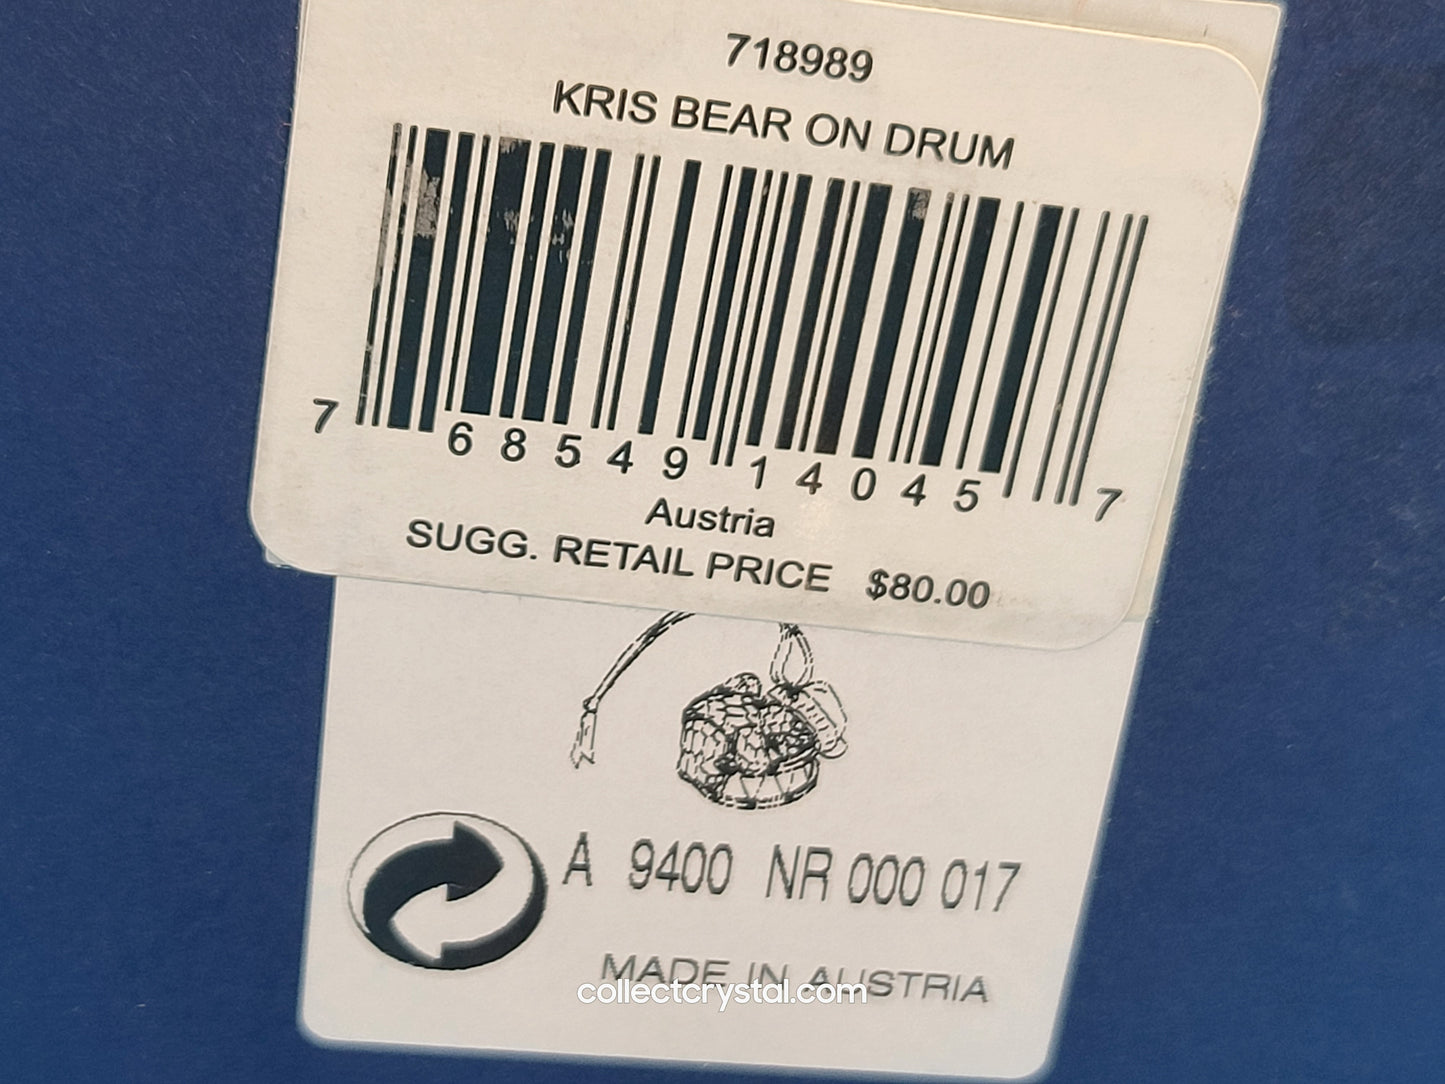 718989
KRIS BEAR ON DRUM
7 68549 14045 7
Austria
SUGG. RETAIL PRICE $80.00
A 9400 NR 000 017
MADE IN AUSTRIA
collectcrystal.com